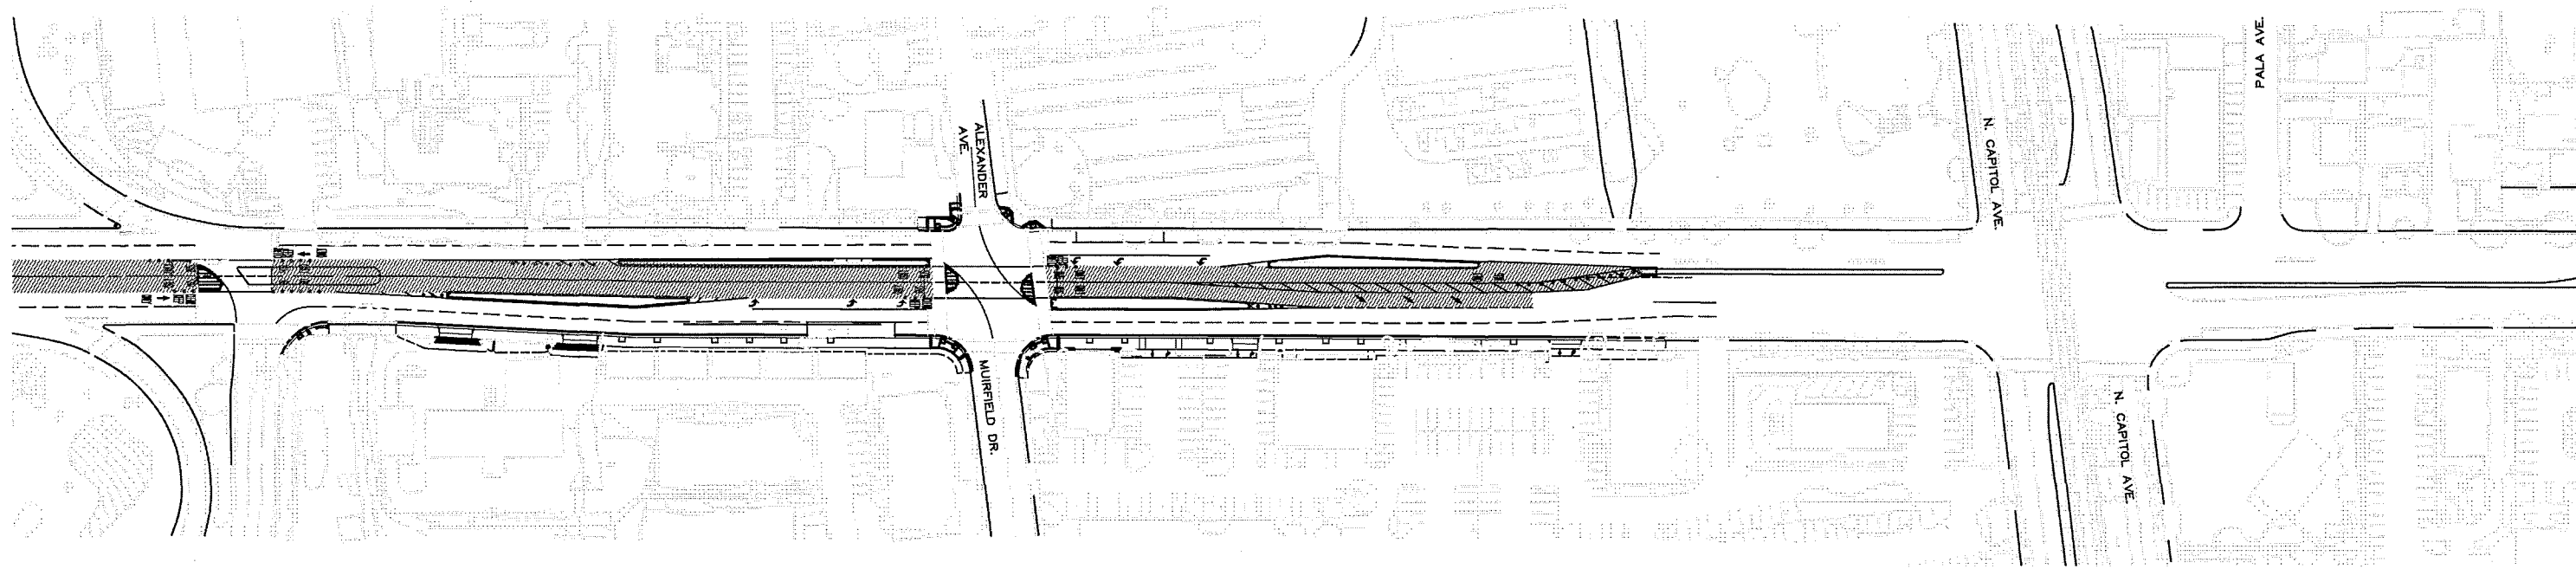 ALEXANDER
AVE.
MUIRFIELD DR.
N. CAPITOL AVE.
N. CAPITOL AVE.
PALA AVE.